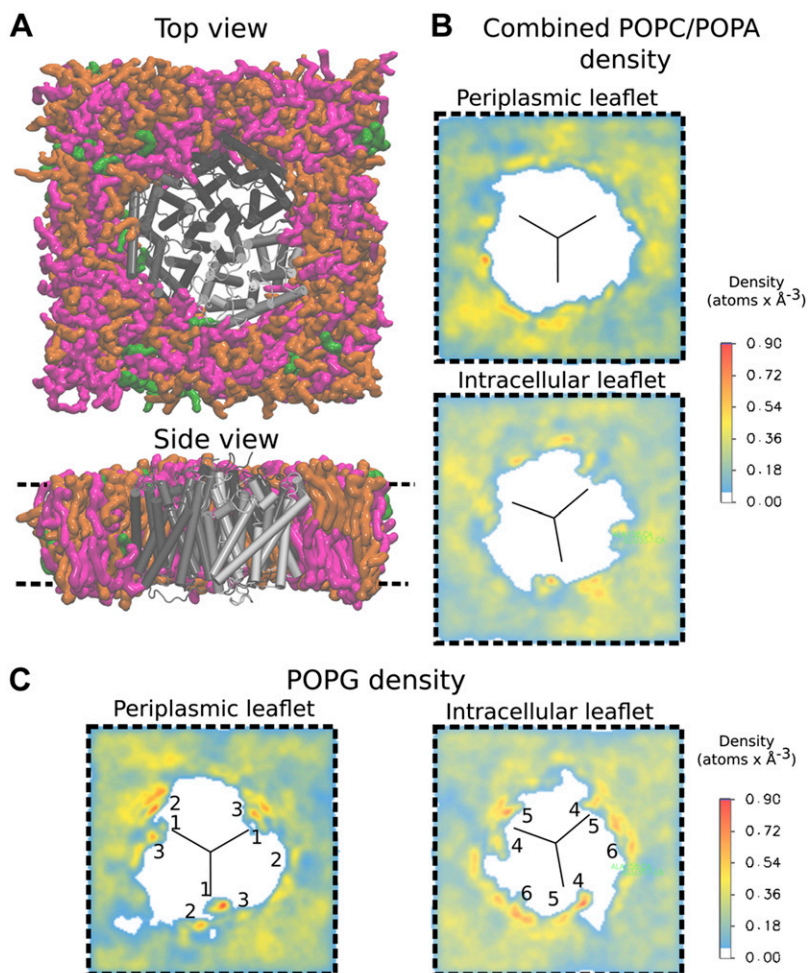 A
Top view
Side view
B
Combined POPC/POPA
density
Periplasmic leaflet
Intracellular leaflet
Density
(atoms x Å-3)
0.90
0.72
0.54
0.36
0.18
0.00
C
POPG density
Periplasmic leaflet
Intracellular leaflet
2
1
3
3
1
2
1
2
3
5
4
4
5
6
6
5
4
Density
(atoms x Å-3)
0.90
0.72
0.54
0.36
0.18
0.00